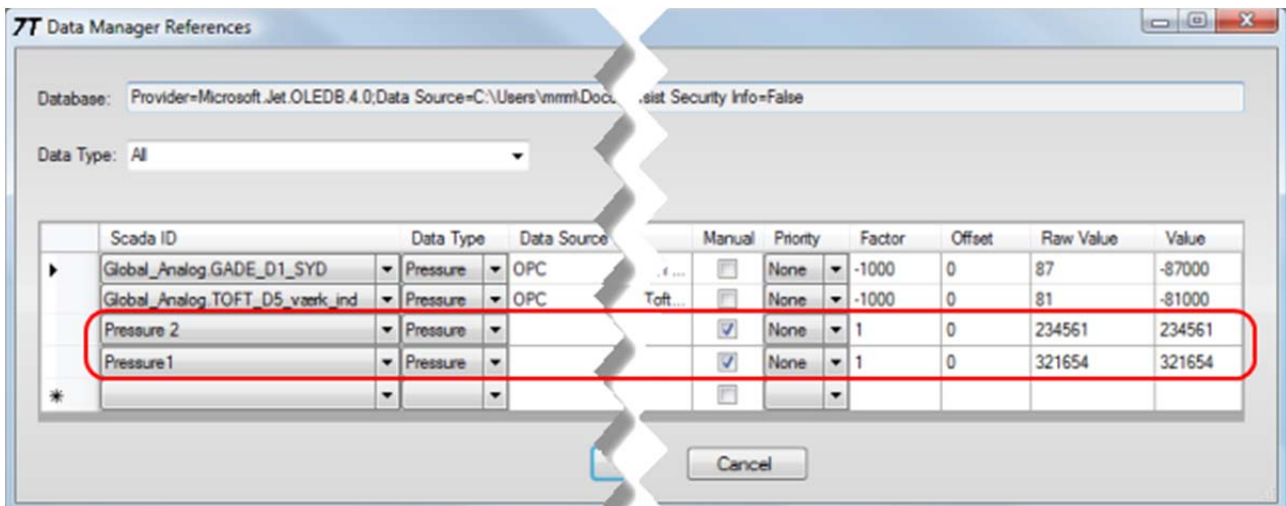 7T Data Manager References
Database: Provider=Microsoft.Jet.OLEDB.4.0;Data Source=C:\Users\mrm\Docu sist Security Info=False
Data Type: All
Scada ID Data Type Data Source Manual Priority Factor Offset Raw Value Value
Global_Analog.GADE_D1_SYD Pressure OPC ... None -1000 0 87 -87000
Global_Analog.TOFT_D5_værk_ind Pressure OPC Toft... None -1000 0 81 -81000
Pressure 2 Pressure None 1 0 234561 234561
Pressure1 Pressure None 1 0 321654 321654
Cancel